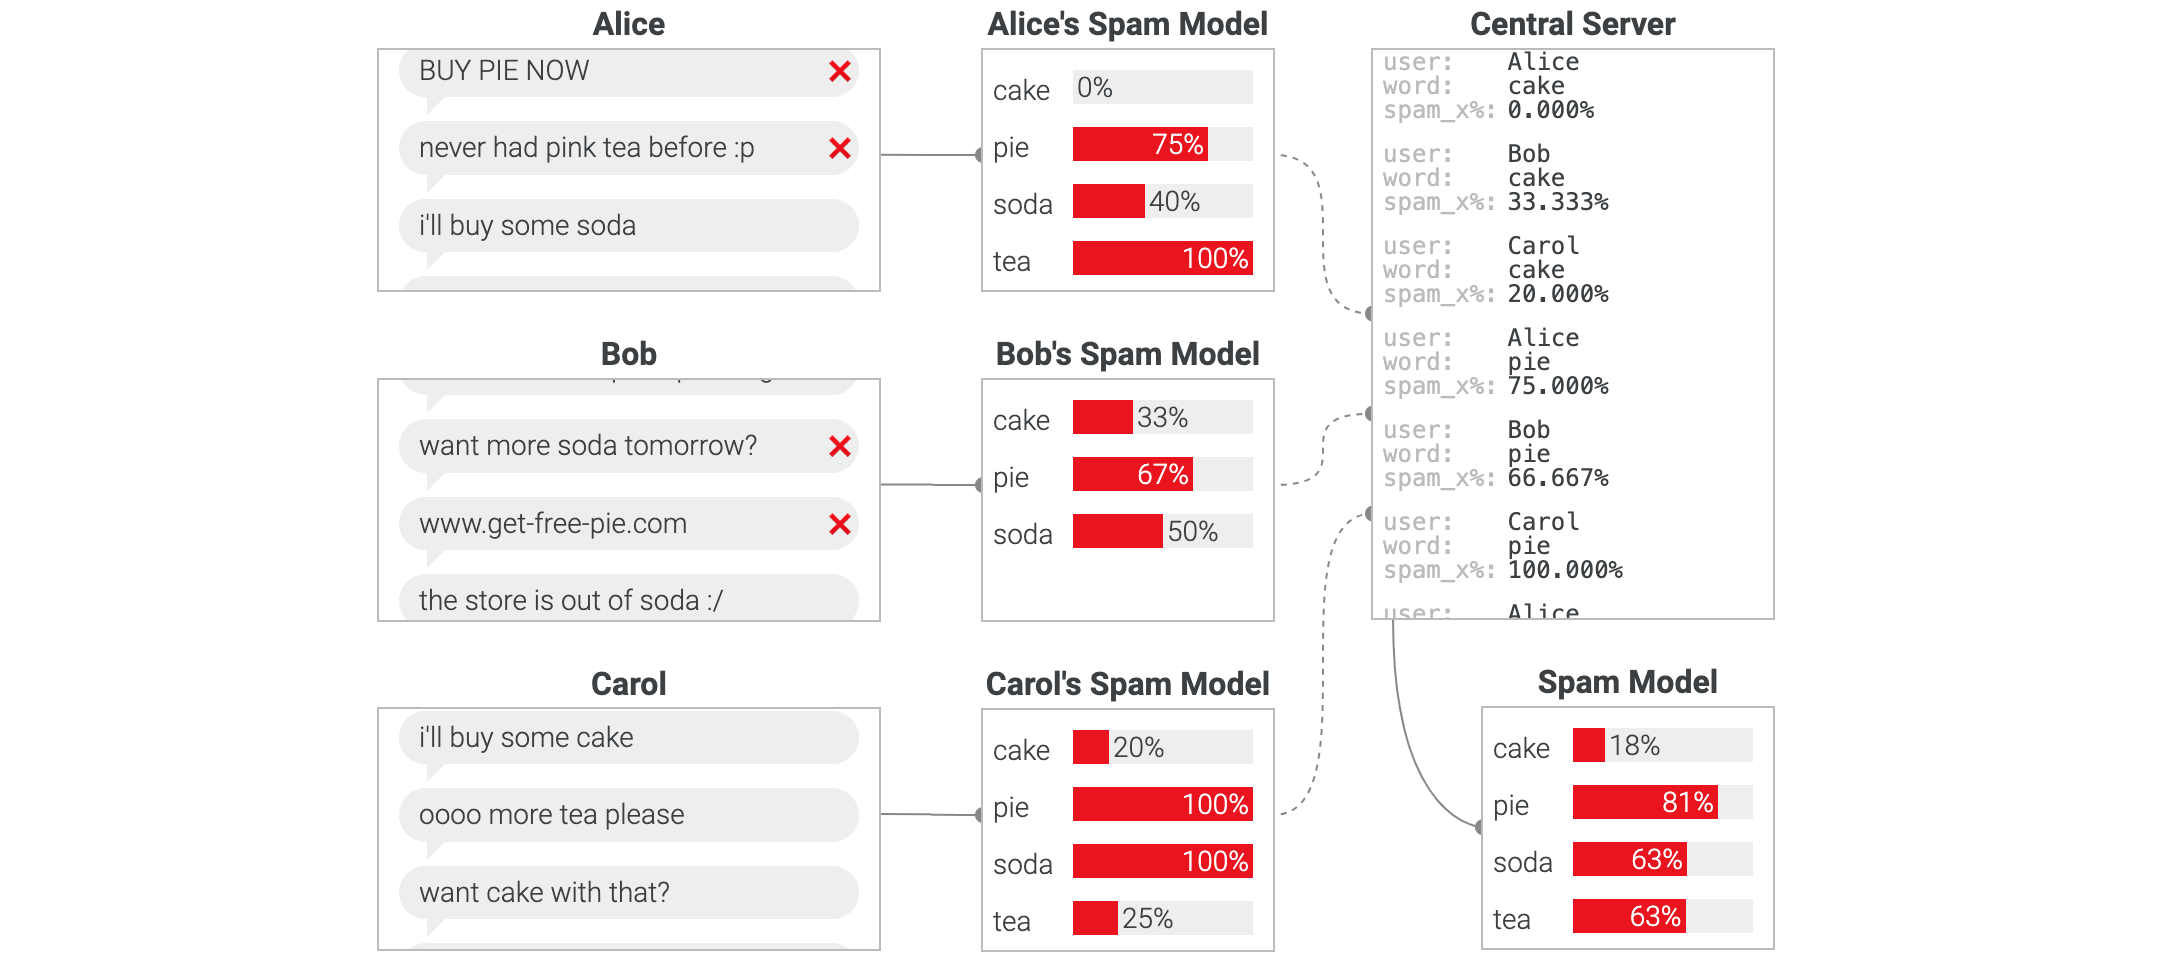 Alice
BUY PIE NOW
never had pink tea before :p
i'll buy some soda
Alice's Spam Model
cake 0%
pie 75%
soda 40%
tea 100%
Bob
want more soda tomorrow?
www.get-free-pie.com
the store is out of soda :/
Bob's Spam Model
cake 33%
pie 67%
soda 50%
Carol
i'll buy some cake
oooo more tea please
want cake with that?
Carol's Spam Model
cake 20%
pie 100%
soda 100%
tea 25%
Central Server
user: Alice
word: cake
spam_x%: 0.000%
user: Bob
word: cake
spam_x%: 33.333%
user: Carol
word: cake
spam_x%: 20.000%
user: Alice
word: pie
spam_x%: 75.000%
user: Bob
word: pie
spam_x%: 66.667%
user: Carol
word: pie
spam_x%: 100.000%
user: Alice
Spam Model
cake 18%
pie 81%
soda 63%
tea 63%